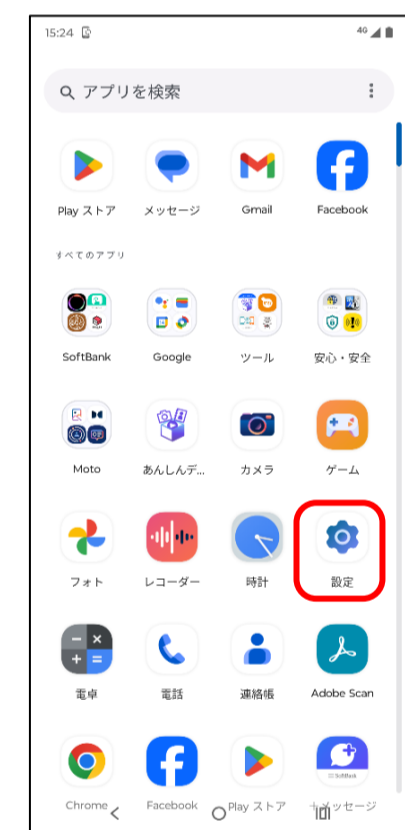 15:24
4G
アプリを検索
Play ストア
メッセージ
Gmail
Facebook
すべてのアプリ
SoftBank
Google
ツール
安心・安全
Moto
あんしんデ...
カメラ
ゲーム
フォト
レコーダー
時計
設定
電卓
電話
連絡帳
Adobe Scan
SoftBank
Chrome
Facebook
Play ストア
+メッセージ